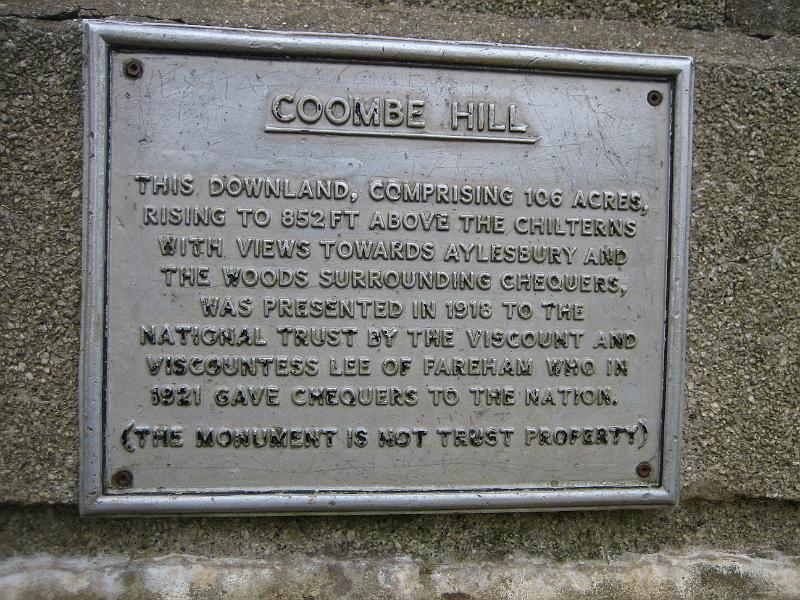 COOMBE HILL
THIS DOWNLAND, COMPRISING 106 ACRES,
RISING TO 852 FT ABOVE THE CHILTERNS
WITH VIEWS TOWARDS AYLESBURY AND
THE WOODS SURROUNDING CHEQUERS,
WAS PRESENTED IN 1918 TO THE
NATIONAL TRUST BY THE VISCOUNT AND
VISCOUNTESS LEE OF FAREHAM WHO IN
1921 GAVE CHEQUERS TO THE NATION.
(THE MONUMENT IS NOT TRUST PROPERTY)